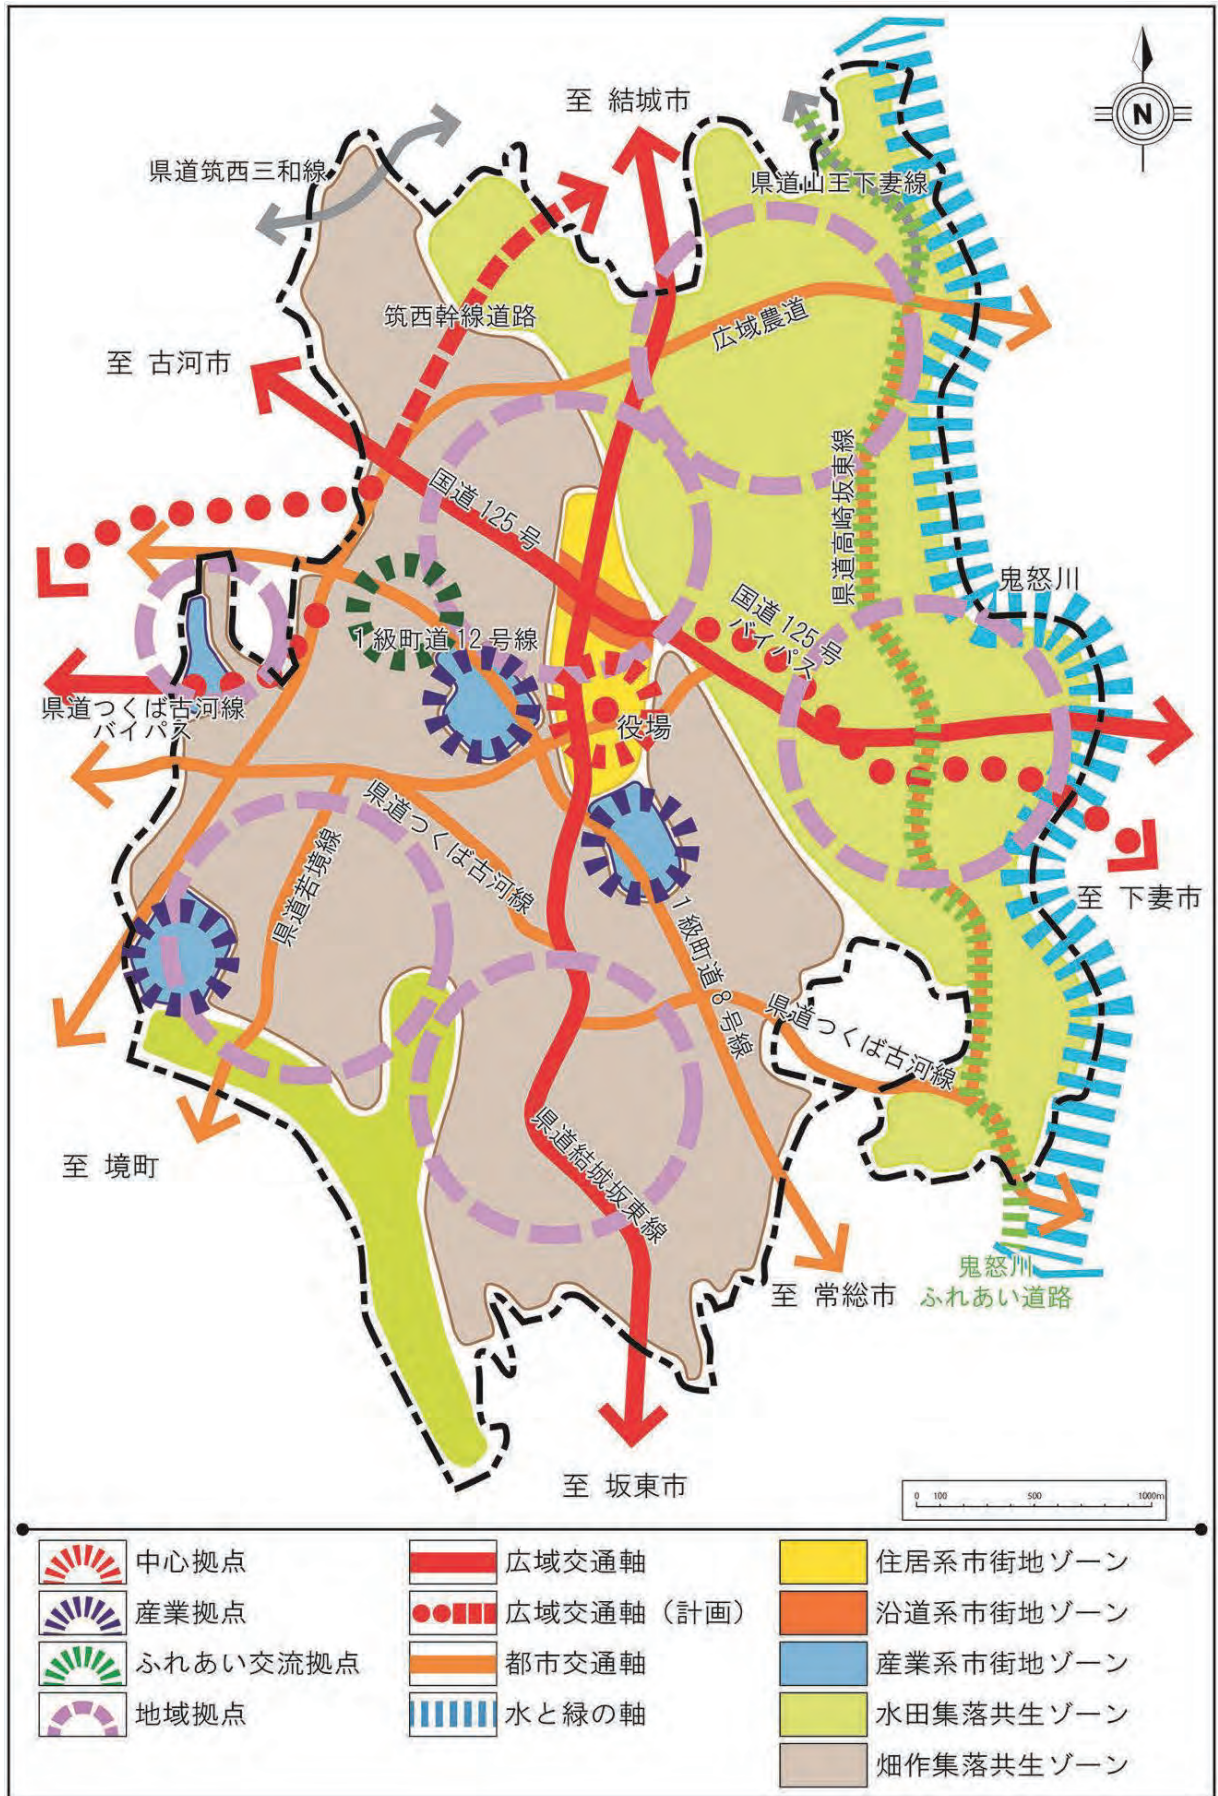 至 結城市
N
県道筑西三和線
県道山王下妻線
筑西幹線道路
広域農道
至 古河市
国道125号
県道高崎坂東線
鬼怒川
国道125号
バイパス
1級町道12号線
県道つくば古河線
バイパス
役場
県道つくば古河線
県道若境線
至 下妻市
1級町道8号線
県道つくば古河線
県道結城坂東線
至 境町
鬼怒川
ふれあい道路
至 常総市
至 坂東市
0 100 500 1000m
中心拠点
広域交通軸
住居系市街地ゾーン
産業拠点
広域交通軸（計画）
沿道系市街地ゾーン
ふれあい交流拠点
都市交通軸
産業系市街地ゾーン
地域拠点
水と緑の軸
水田集落共生ゾーン
畑作集落共生ゾーン